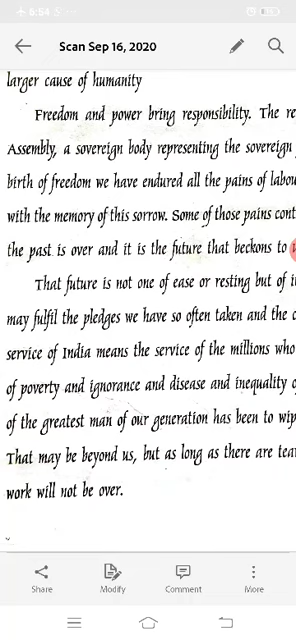 5:54
Scan Sep 16, 2020
larger cause of humanity
Freedom and power bring responsibility. The re
Assembly, a sovereign body representing the sovereign
birth of freedom we have endured all the pains of labou
with the memory of this sorrow. Some of those pains cont
the past is over and it is the future that beckons to
That future is not one of ease or resting but of i
may fulfil the pledges we have so often taken and the
service of India means the service of the millions who
of poverty and ignorance and disease and inequality o
of the greatest man of our generation has been to wip
That may be beyond us, but as long as there are tea
work will not be over.
Share Modify Comment More